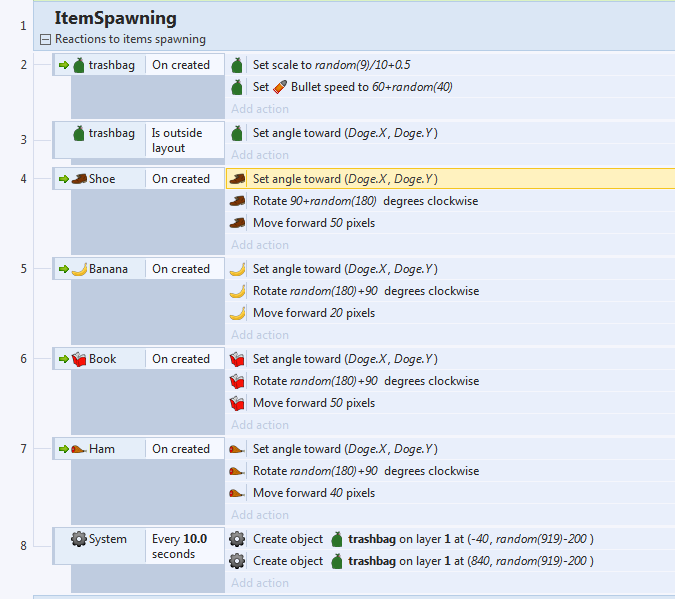 1
ItemSpawning
Reactions to items spawning
2
trashbag On created
Set scale to random(9)/10+0.5
Set Bullet speed to 60+random(40)
Add action
3
trashbag Is outside layout
Set angle toward (Doge.X, Doge.Y)
Add action
4
Shoe On created
Set angle toward (Doge.X, Doge.Y)
Rotate 90+random(180) degrees clockwise
Move forward 50 pixels
Add action
5
Banana On created
Set angle toward (Doge.X, Doge.Y)
Rotate random(180)+90 degrees clockwise
Move forward 20 pixels
Add action
6
Book On created
Set angle toward (Doge.X, Doge.Y)
Rotate random(180)+90 degrees clockwise
Move forward 50 pixels
Add action
7
Ham On created
Set angle toward (Doge.X, Doge.Y)
Rotate random(180)+90 degrees clockwise
Move forward 40 pixels
Add action
8
System Every 10.0 seconds
Create object trashbag on layer 1 at (-40, random(919)-200 )
Create object trashbag on layer 1 at (840, random(919)-200 )
Add action